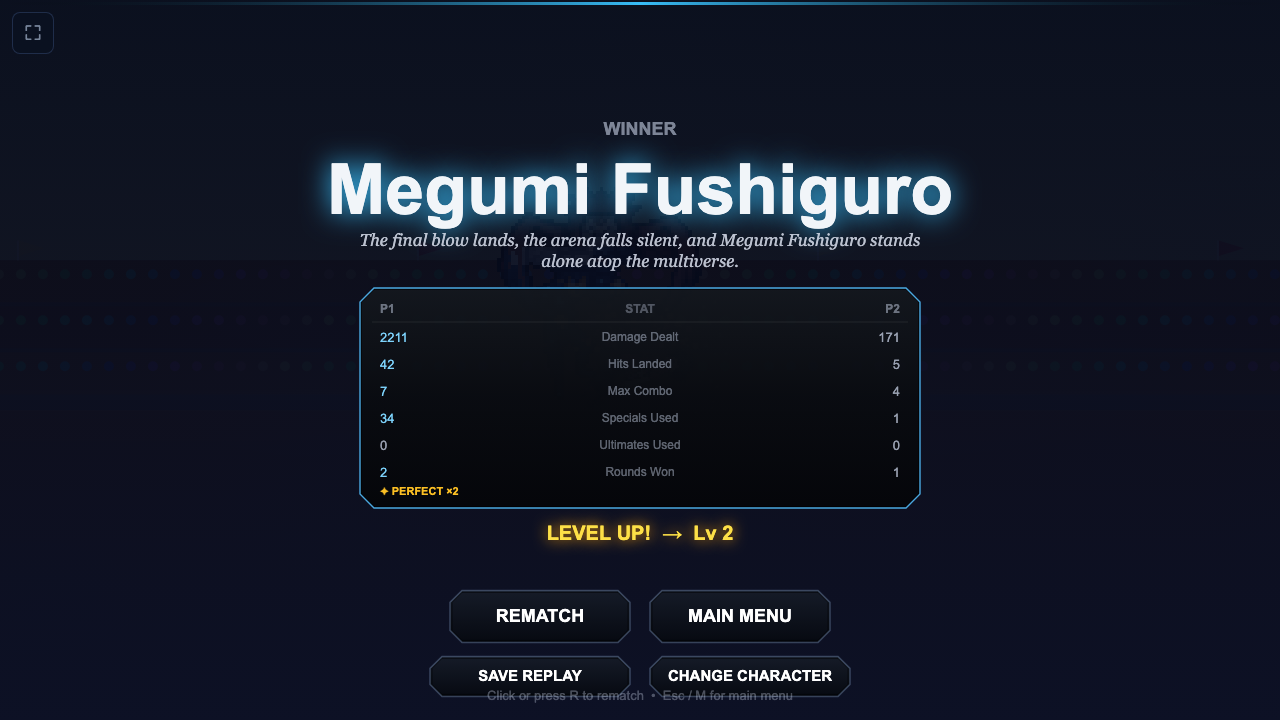 WINNER
Megumi Fushiguro
The final blow lands, the arena falls silent, and Megumi Fushiguro stands
alone atop the multiverse.
P1 STAT P2
2211 Damage Dealt 171
42 Hits Landed 5
7 Max Combo 4
34 Specials Used 1
0 Ultimates Used 0
2 Rounds Won 1
✦ PERFECT ×2
LEVEL UP! → Lv 2
REMATCH MAIN MENU
SAVE REPLAY CHANGE CHARACTER
Click or press R to rematch • Esc / M for main menu